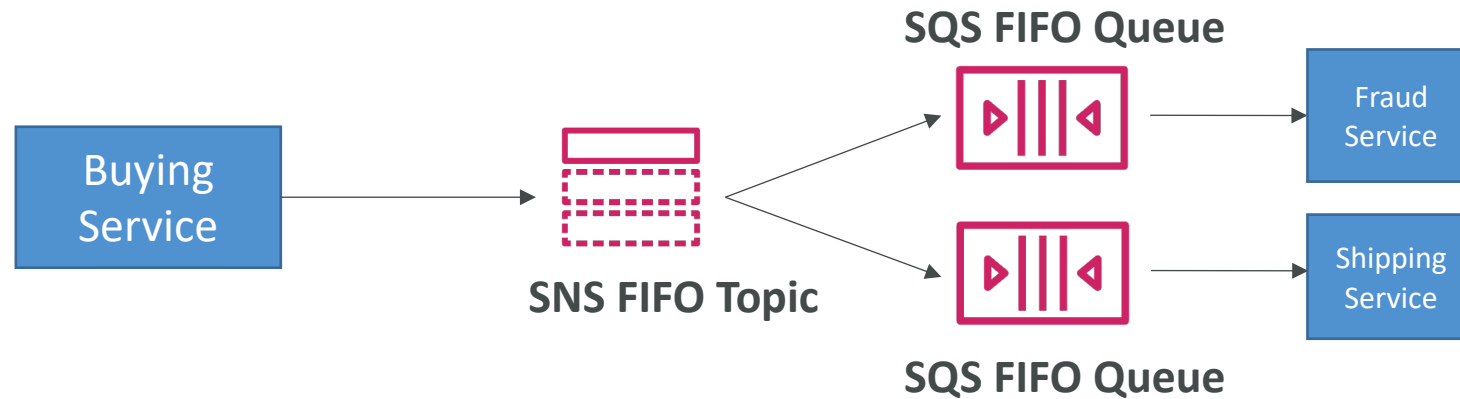 SQS FIFO Queue
Buying
Service
SNS FIFO Topic
Fraud
Service
Shipping
Service
SQS FIFO Queue